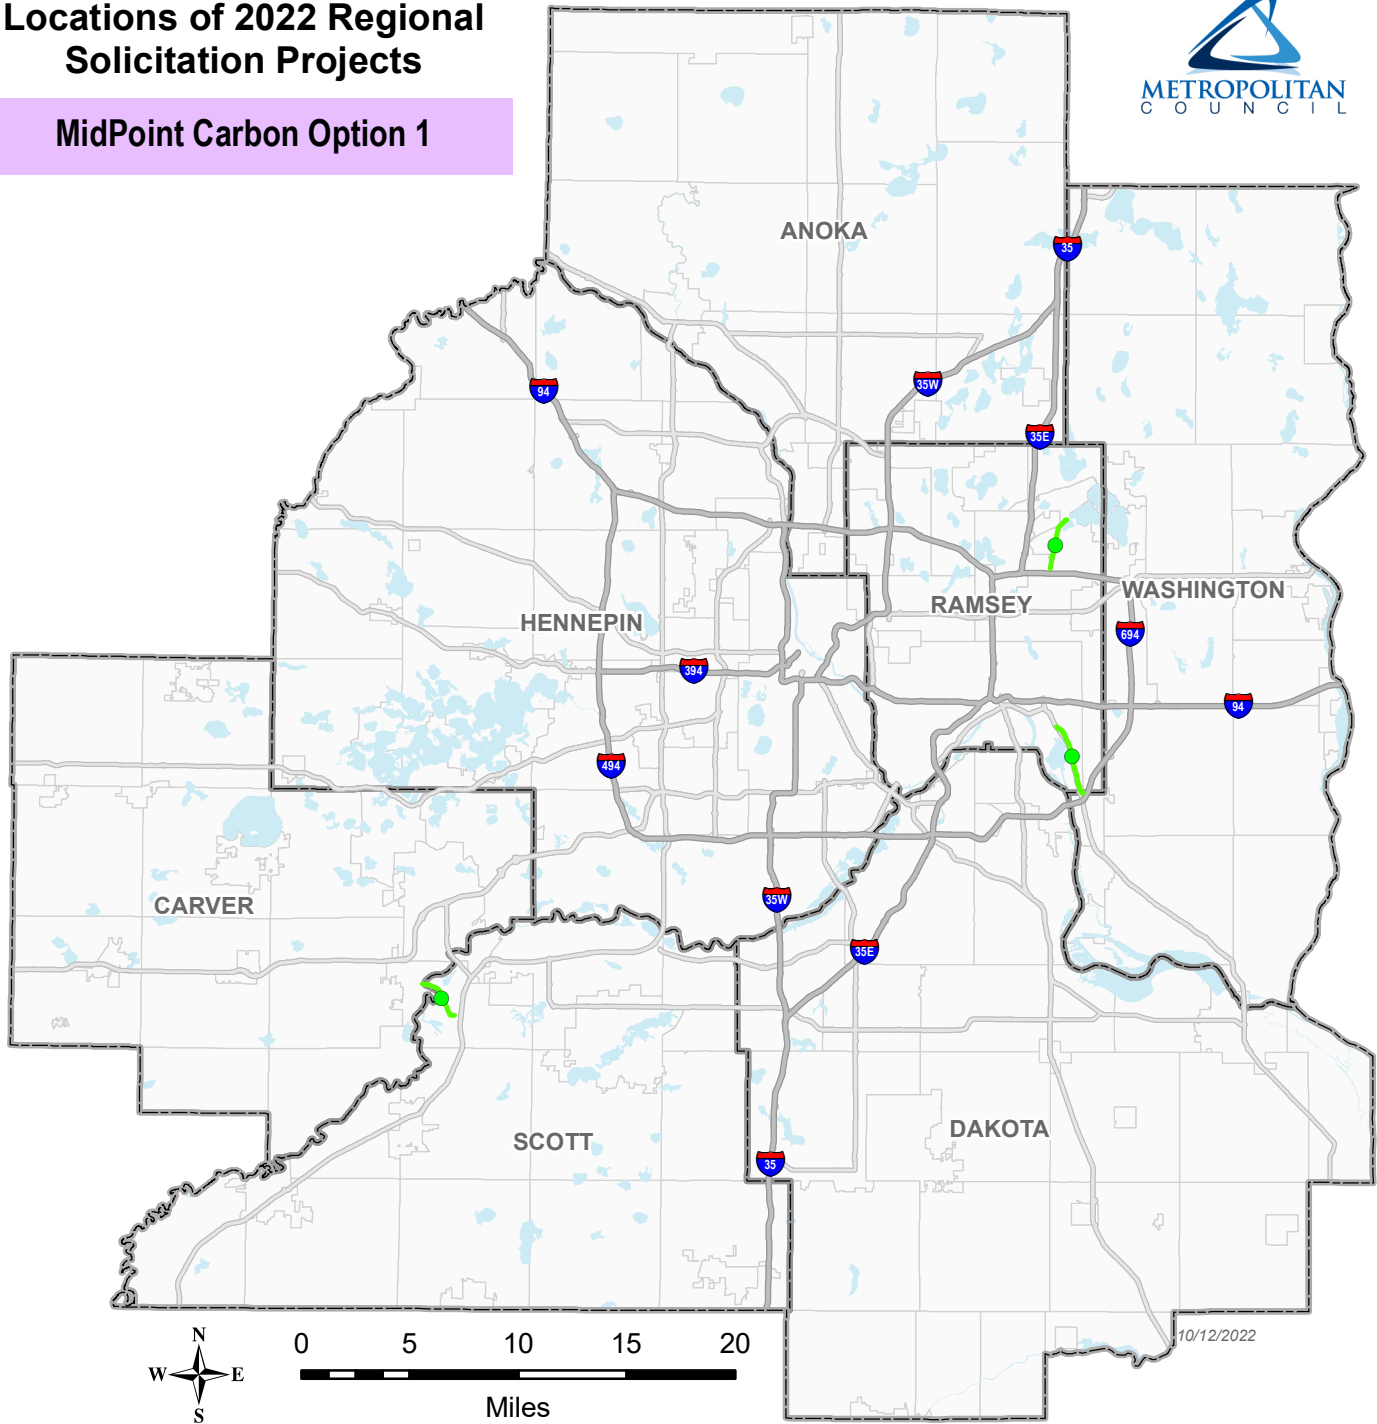 Locations of 2022 Regional
Solicitation Projects
MidPoint Carbon Option 1
METROPOLITAN
COUNCIL
ANOKA
35
94
35W
35E
HENNEPIN
RAMSEY
WASHINGTON
694
394
94
494
CARVER
35W
35E
SCOTT
DAKOTA
35
10/12/2022
N
W E
S
0 5 10 15 20
Miles